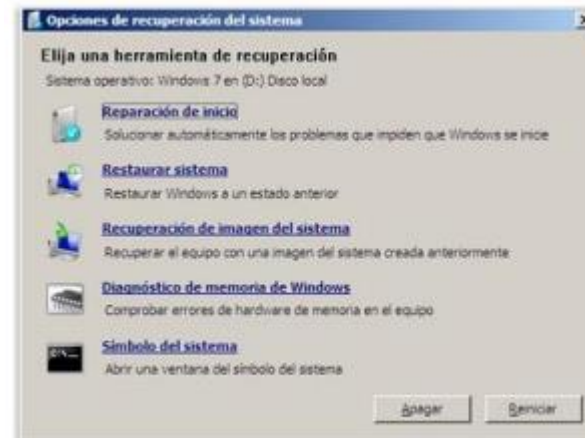 Opciones de recuperación del sistema
Elija una herramienta de recuperación
Sistema operativo: Windows 7 en (D:) Disco local
Reparación de inicio
Solucionar automáticamente los problemas que impiden que Windows se inicie
Restaurar sistema
Restaurar Windows a un estado anterior
Recuperación de imagen del sistema
Recuperar el equipo con una imagen del sistema creada anteriormente
Diagnóstico de memoria de Windows
Comprobar errores de hardware de memoria en el equipo
Símbolo del sistema
Abrir una ventana del símbolo del sistema
Apagar
Reiniciar